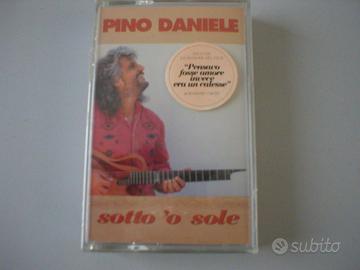 PINO DANIELE
"Pensavo
fosse amore
invece
era un calesse"
sotto 'o sole
subito